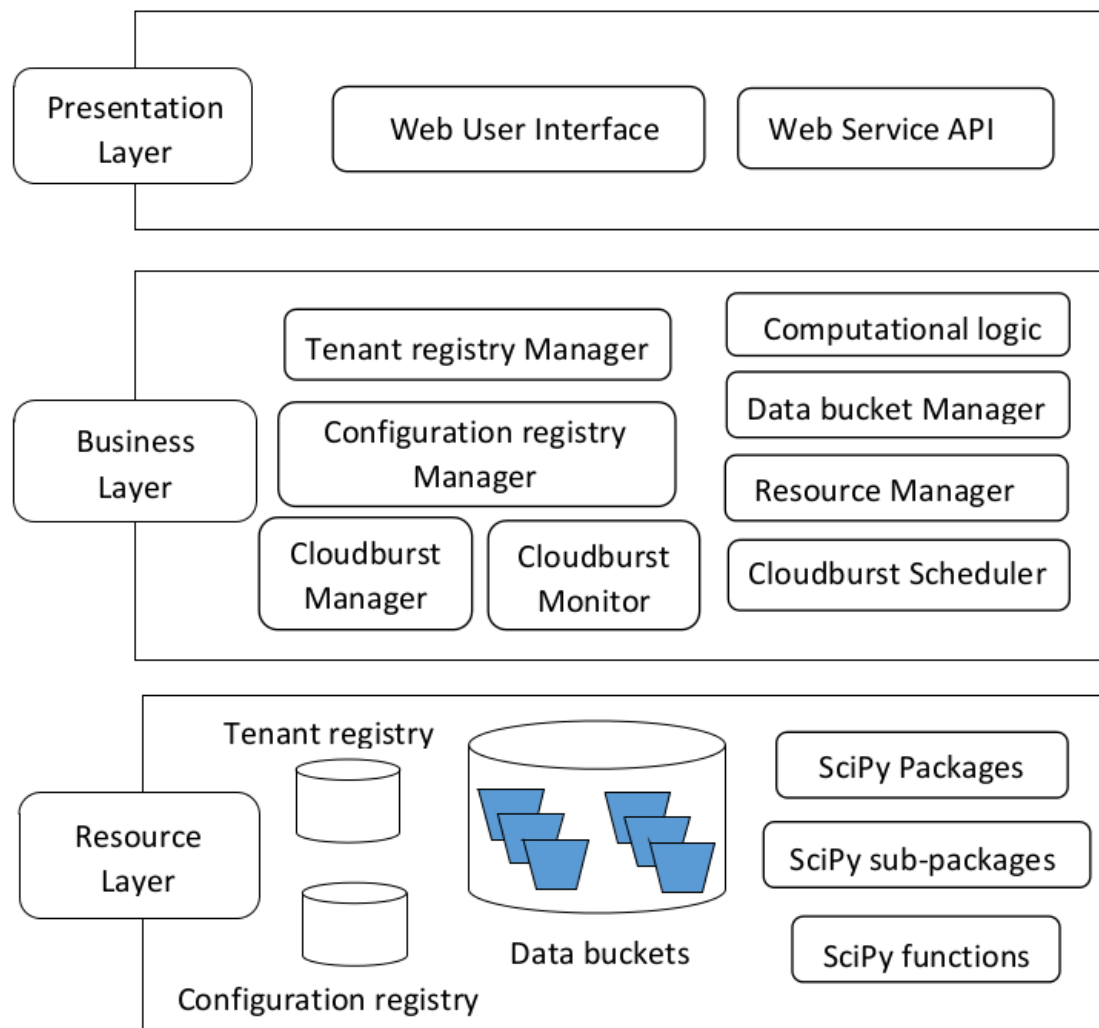 Presentation
Layer
Web User Interface
Web Service API
Business
Layer
Tenant registry Manager
Configuration registry
Manager
Cloudburst
Manager
Cloudburst
Monitor
Computational logic
Data bucket Manager
Resource Manager
Cloudburst Scheduler
Resource
Layer
Tenant registry
Configuration registry
Data buckets
SciPy Packages
SciPy sub-packages
SciPy functions